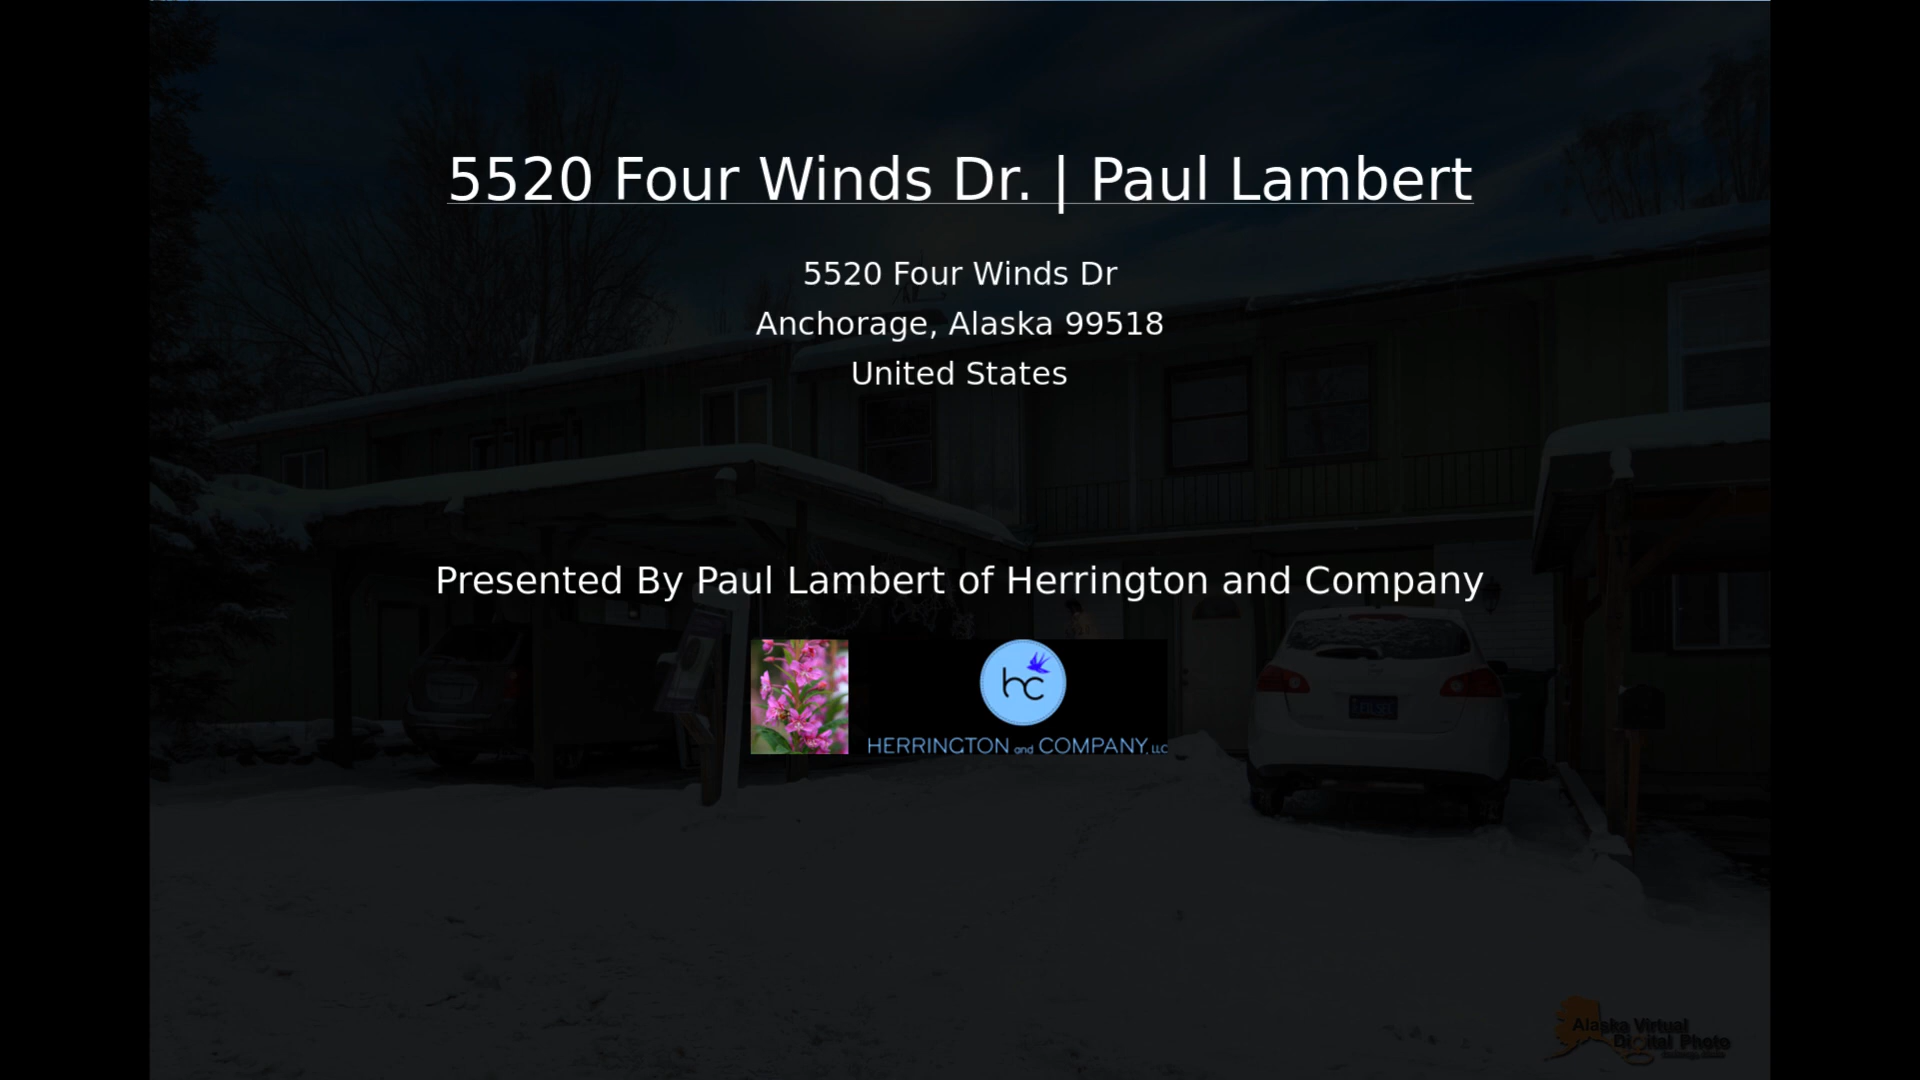 5520 Four Winds Dr. | Paul Lambert
5520 Four Winds Dr
Anchorage, Alaska 99518
United States
Presented By Paul Lambert of Herrington and Company
hc
HERRINGTON and COMPANY, LLC
Alaska Virtual
Digital Photo